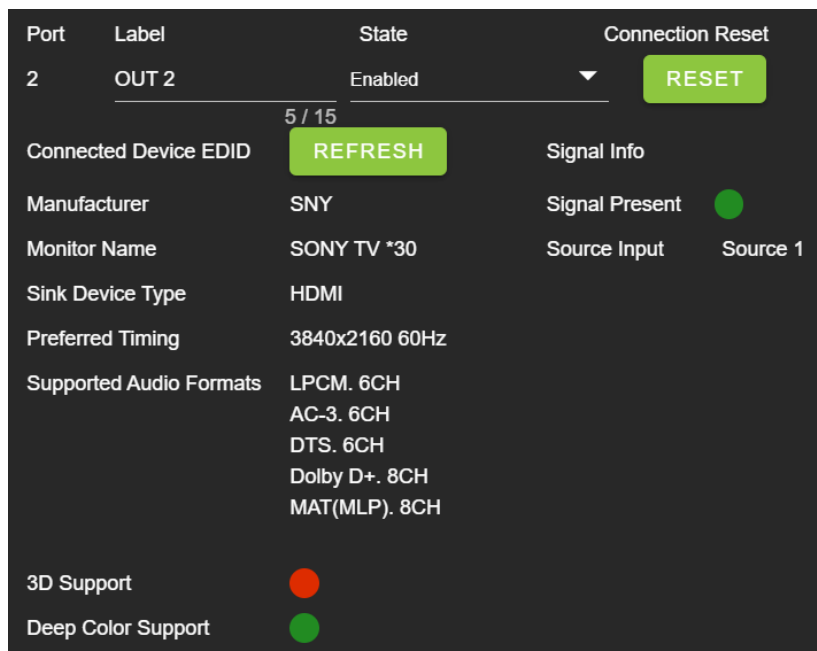 Port Label State Connection Reset
2 OUT 2 Enabled RESET
5 / 15
Connected Device EDID REFRESH Signal Info
Manufacturer SNY Signal Present
Monitor Name SONY TV *30 Source Input Source 1
Sink Device Type HDMI
Preferred Timing 3840x2160 60Hz
Supported Audio Formats LPCM. 6CH
AC-3. 6CH
DTS. 6CH
Dolby D+. 8CH
MAT(MLP). 8CH
3D Support
Deep Color Support